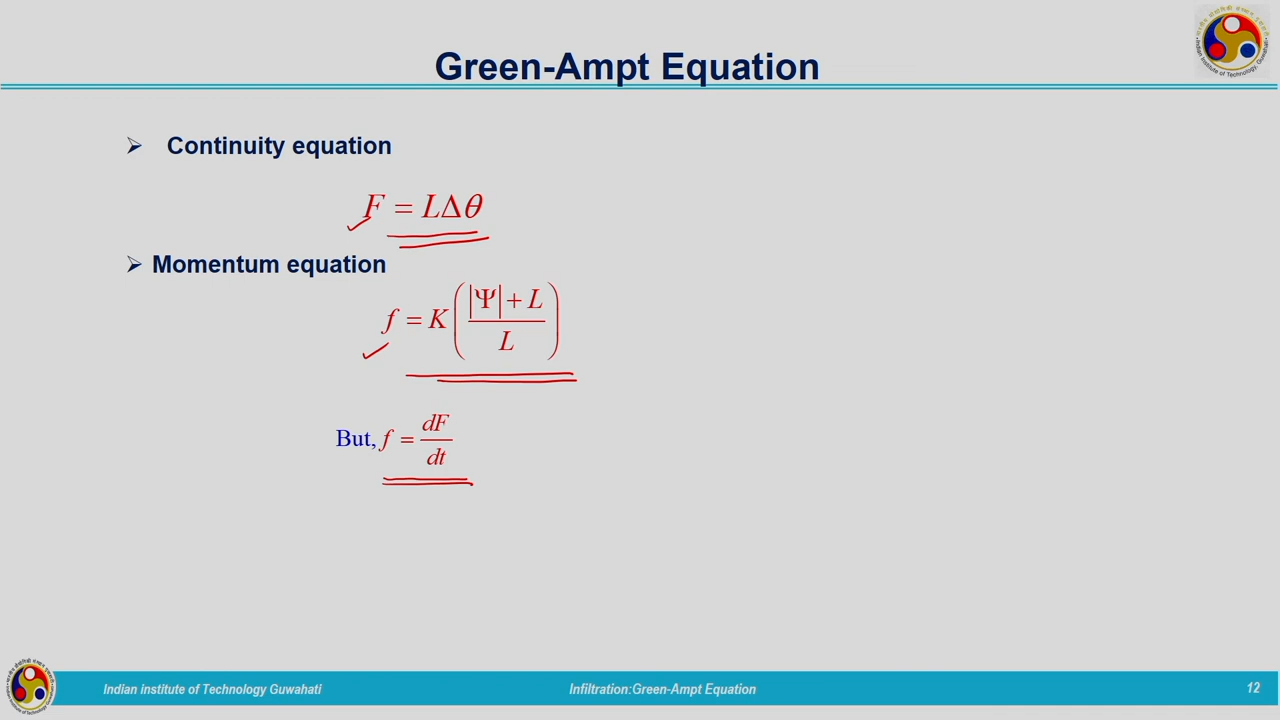 Green-Ampt Equation
➢ Continuity equation
F = LΔθ
➢ Momentum equation
f = K(|Ψ| + L / L)
But, f = dF/dt
Indian institute of Technology Guwahati
Infiltration:Green-Ampt Equation
12